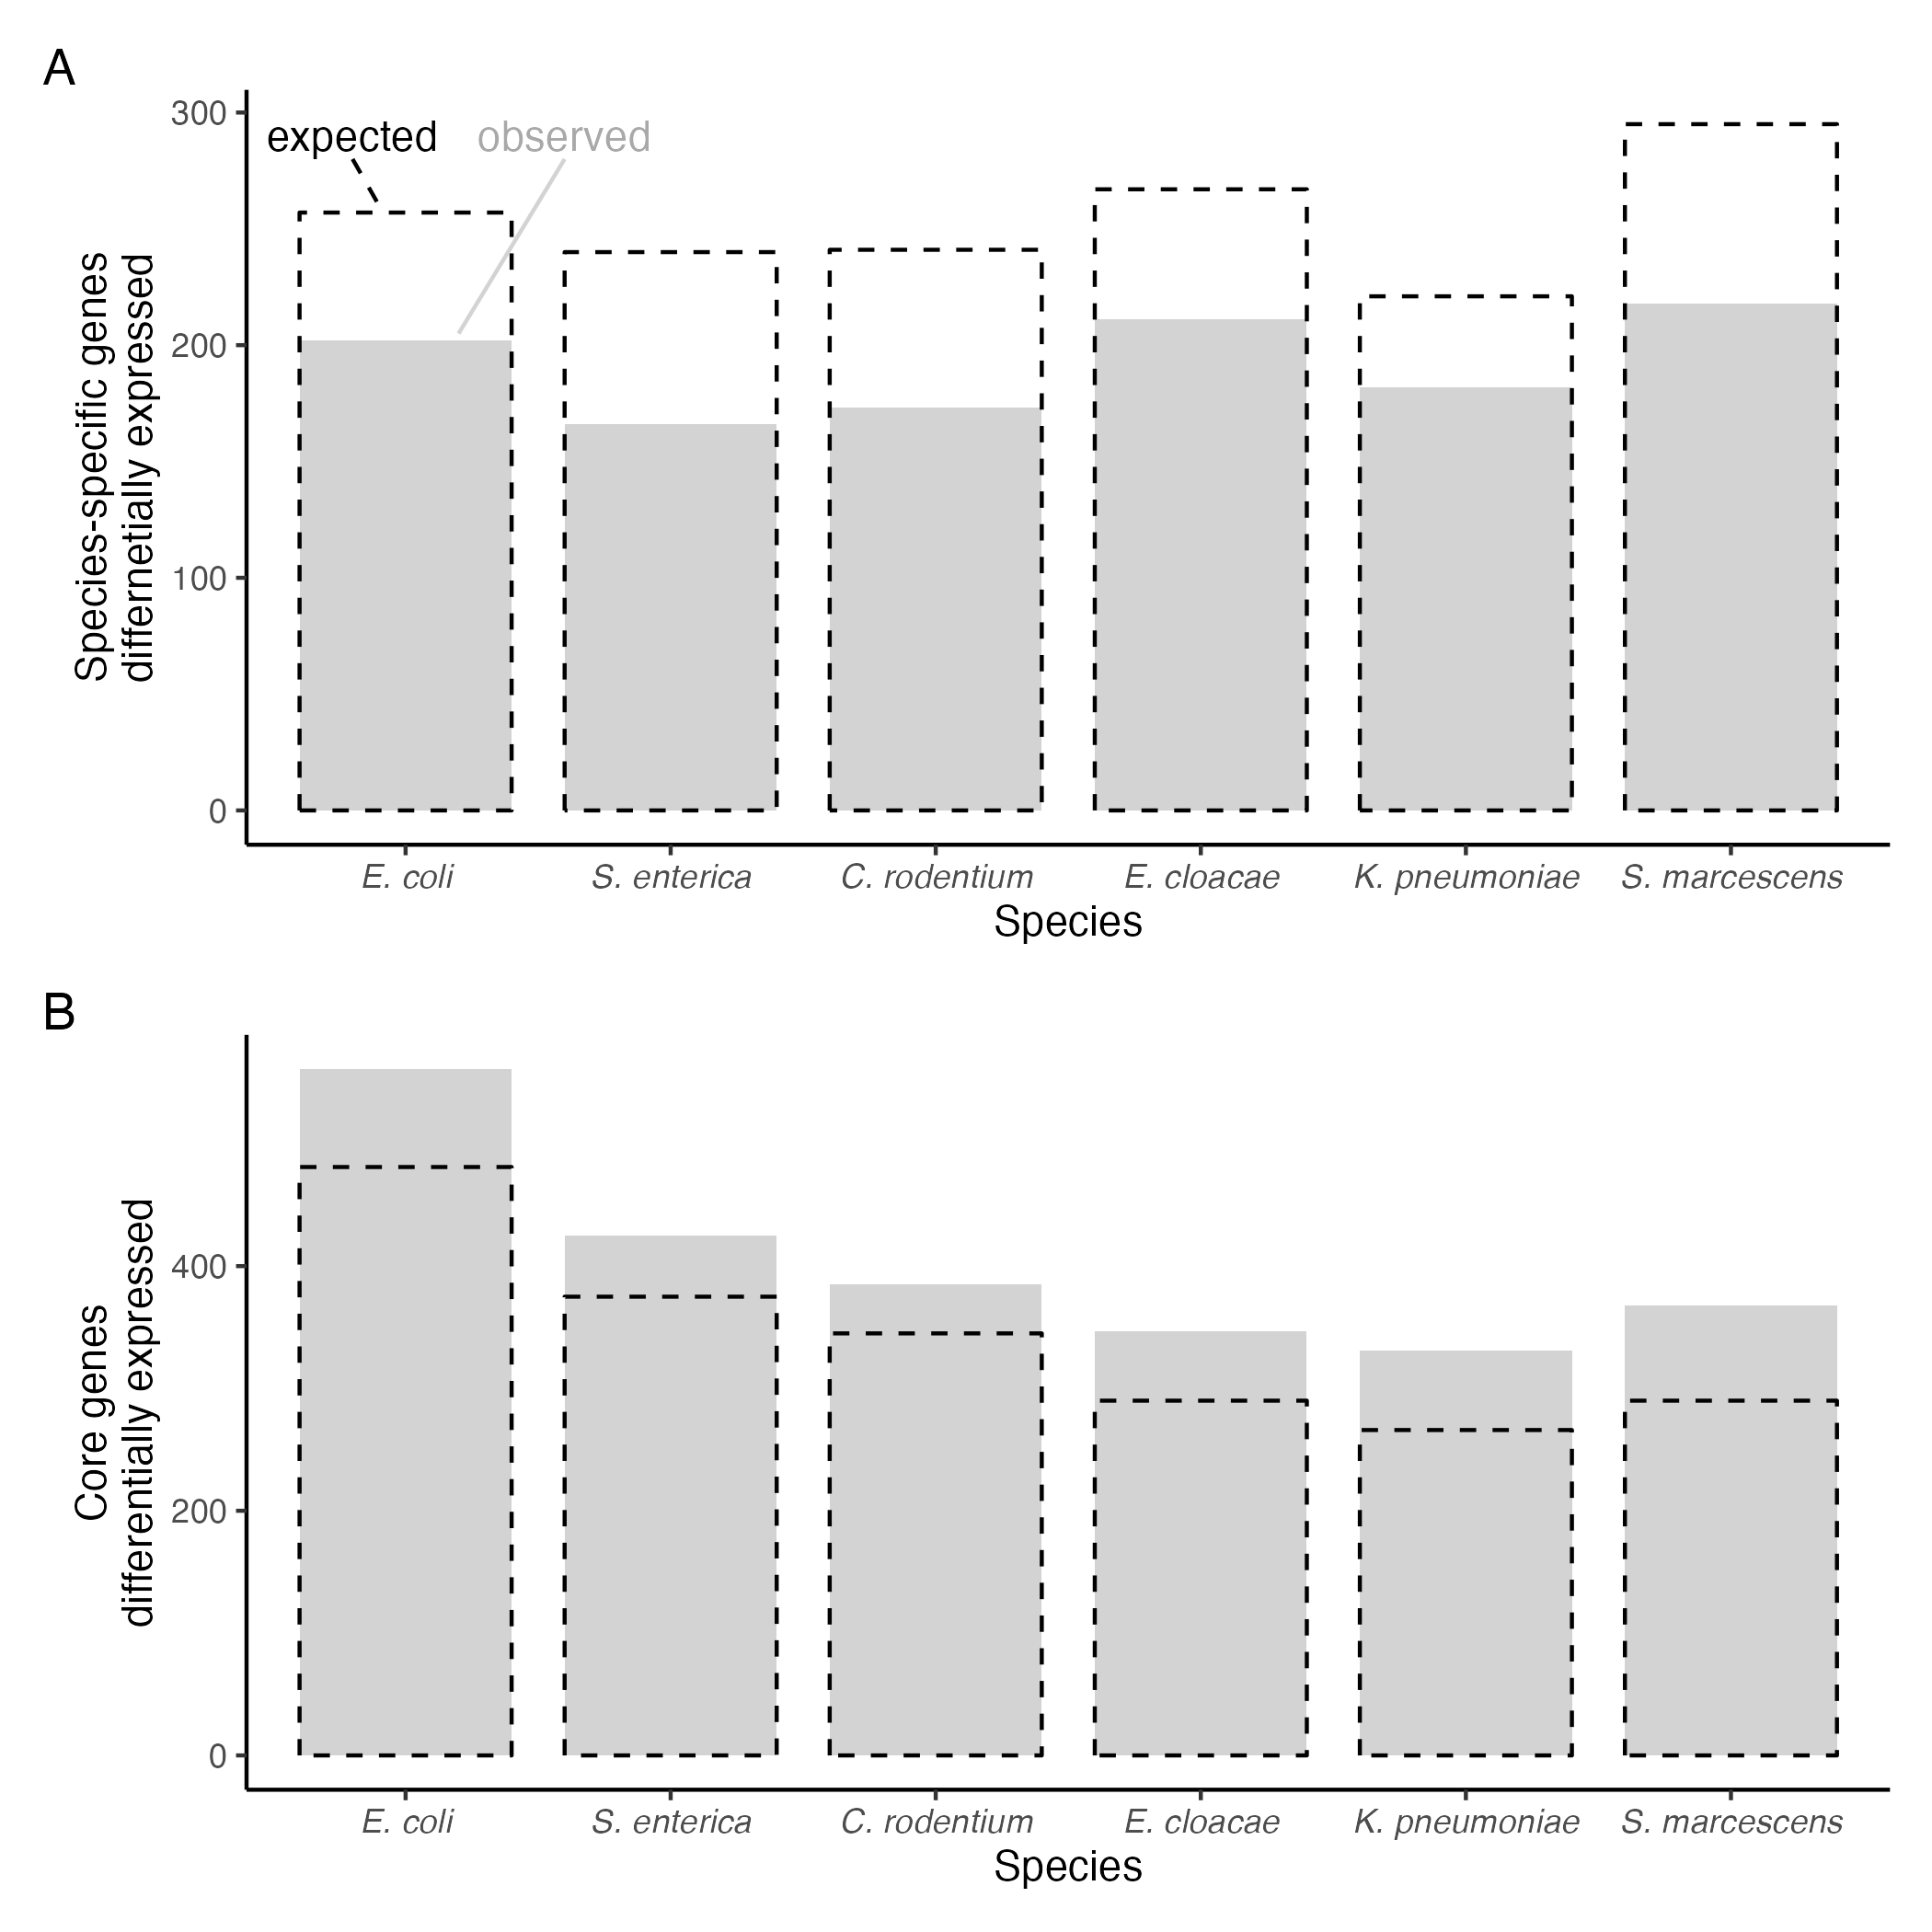 A
300
expected observed
200
100
0
Species-specific genes
differnetially expressed
E. coli S. enterica C. rodentium E. cloacae K. pneumoniae S. marcescens
Species
B
400
200
0
Core genes
differentially expressed
E. coli S. enterica C. rodentium E. cloacae K. pneumoniae S. marcescens
Species